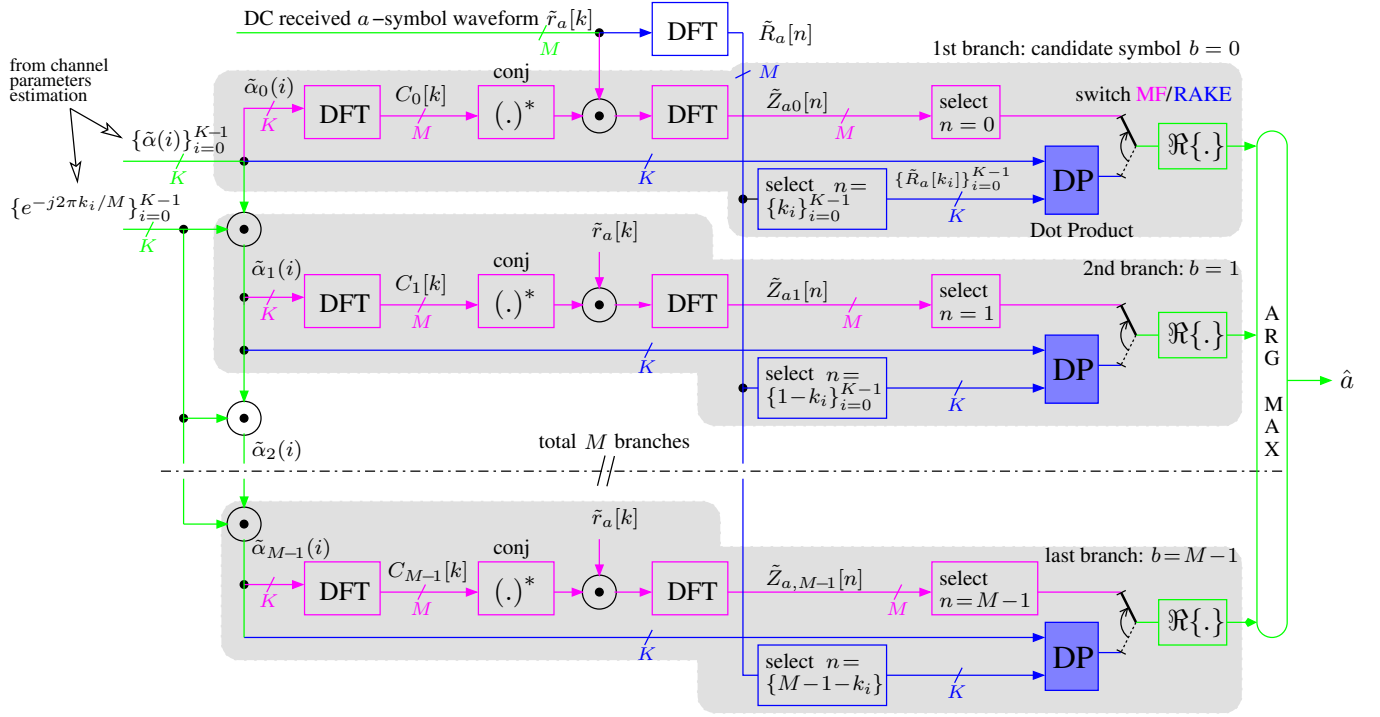 DC received a–symbol waveform r̃_a[k]
M
DFT
R̃_a[n]
M
1st branch: candidate symbol b = 0
from channel
parameters
estimation
α̃_0(i)
K
DFT
C_0[k]
M
conj
(.)*
DFT
Z̃_{a0}[n]
M
select
n = 0
switch MF/RAKE
ℜ{.}
{α̃(i)}_{i=0}^{K−1}
K
K
DP
{e^{−j2πk_i/M}}_{i=0}^{K−1}
K
select n=
{k_i}_{i=0}^{K−1}
{R̃_a[k_i]}_{i=0}^{K−1}
K
Dot Product
r̃_a[k]
2nd branch: b = 1
α̃_1(i)
K
DFT
C_1[k]
M
conj
(.)*
DFT
Z̃_{a1}[n]
M
select
n = 1
ℜ{.}
K
DP
select n=
{1−k_i}_{i=0}^{K−1}
K
ARG MAX
â
α̃_2(i)
total M branches
r̃_a[k]
last branch: b=M−1
α̃_{M−1}(i)
K
DFT
C_{M−1}[k]
M
conj
(.)*
DFT
Z̃_{a,M−1}[n]
M
select
n=M−1
ℜ{.}
K
DP
select n=
{M−1−k_i}
K